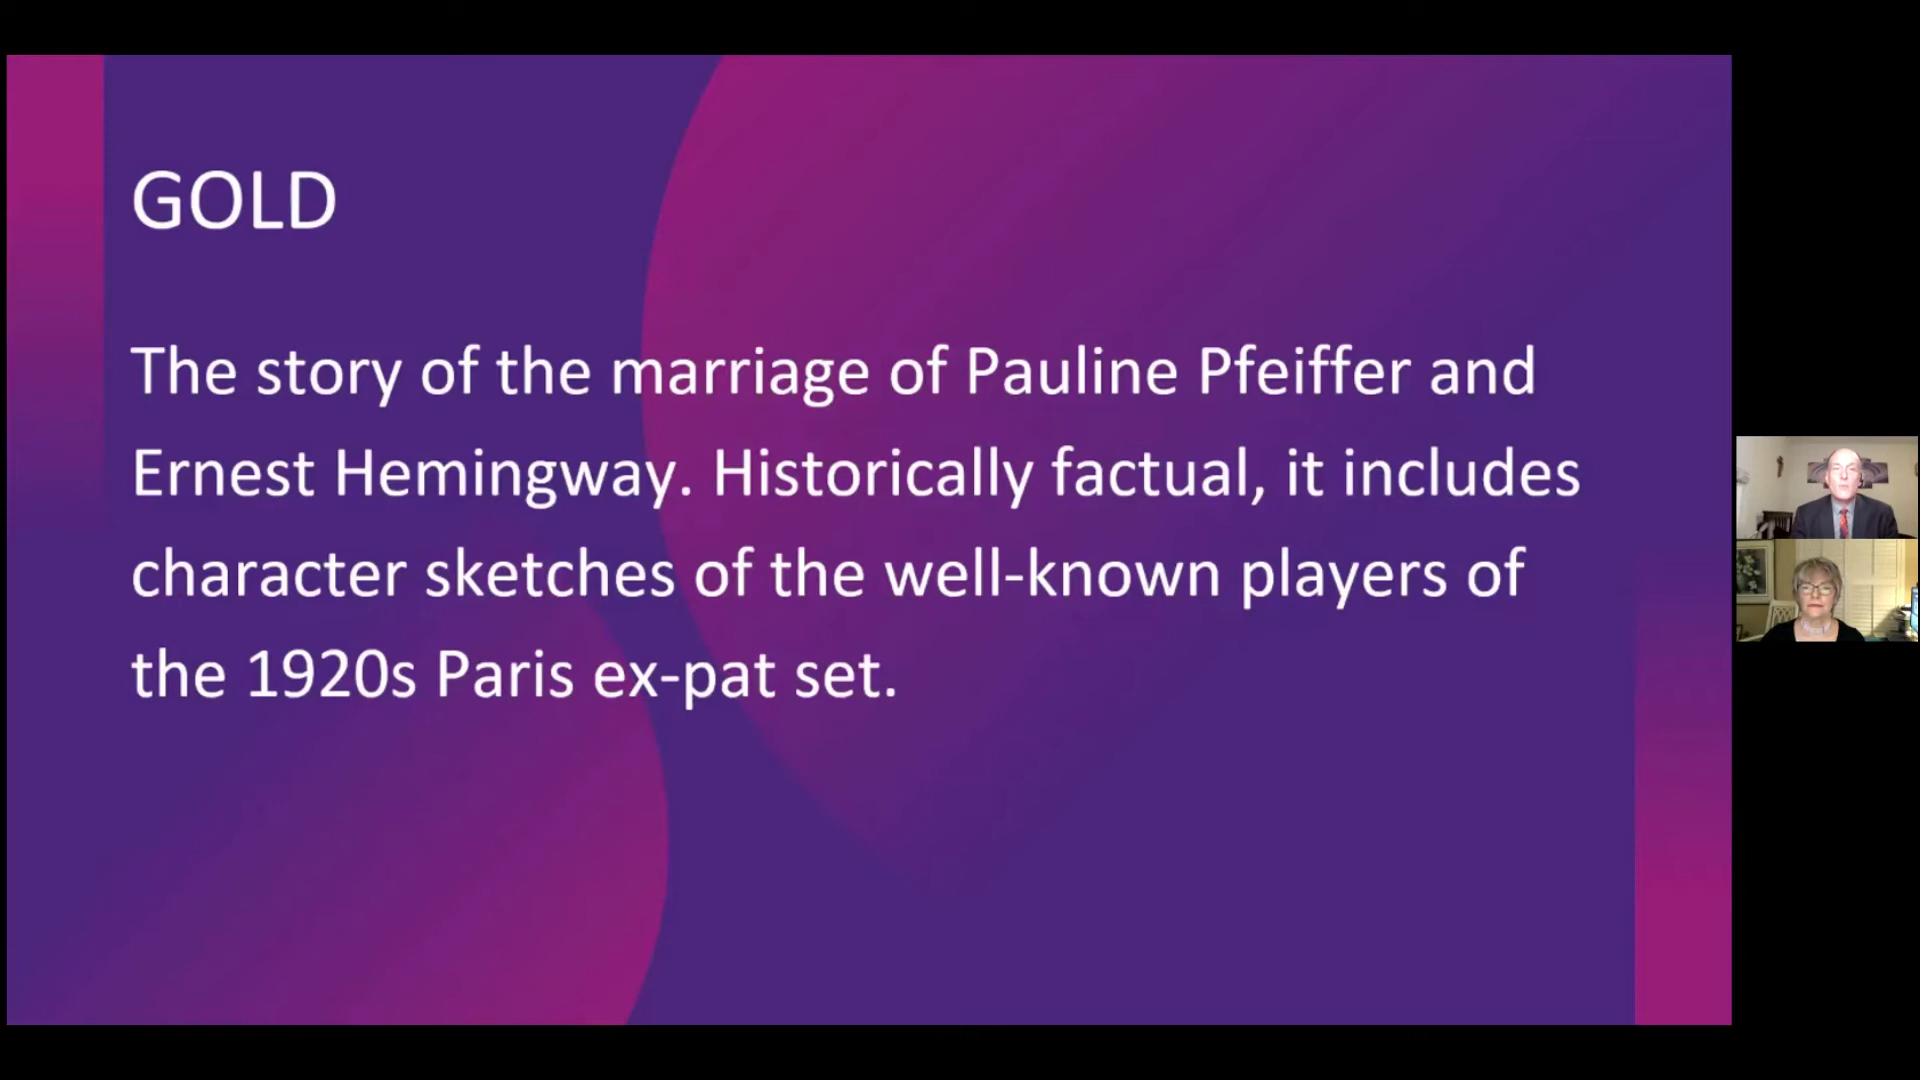 GOLD
The story of the marriage of Pauline Pfeiffer and
Ernest Hemingway. Historically factual, it includes
character sketches of the well-known players of
the 1920s Paris ex-pat set.